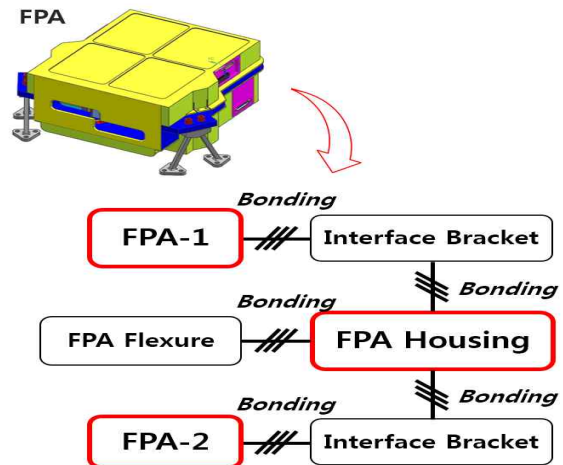 FPA
Bonding
FPA-1
Interface Bracket
Bonding
Bonding
FPA Flexure
FPA Housing
Bonding
Bonding
FPA-2
Interface Bracket